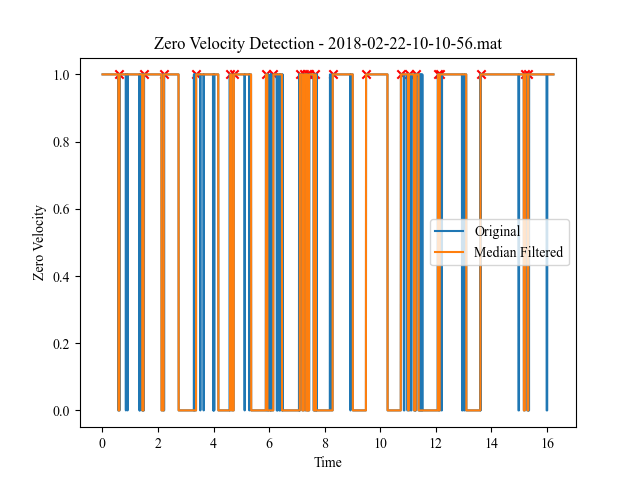 Zero Velocity Detection - 2018-02-22-10-10-56.mat
1.0
0.8
0.6
0.4
0.2
0.0
Zero Velocity
Original
Median Filtered
0 2 4 6 8 10 12 14 16
Time